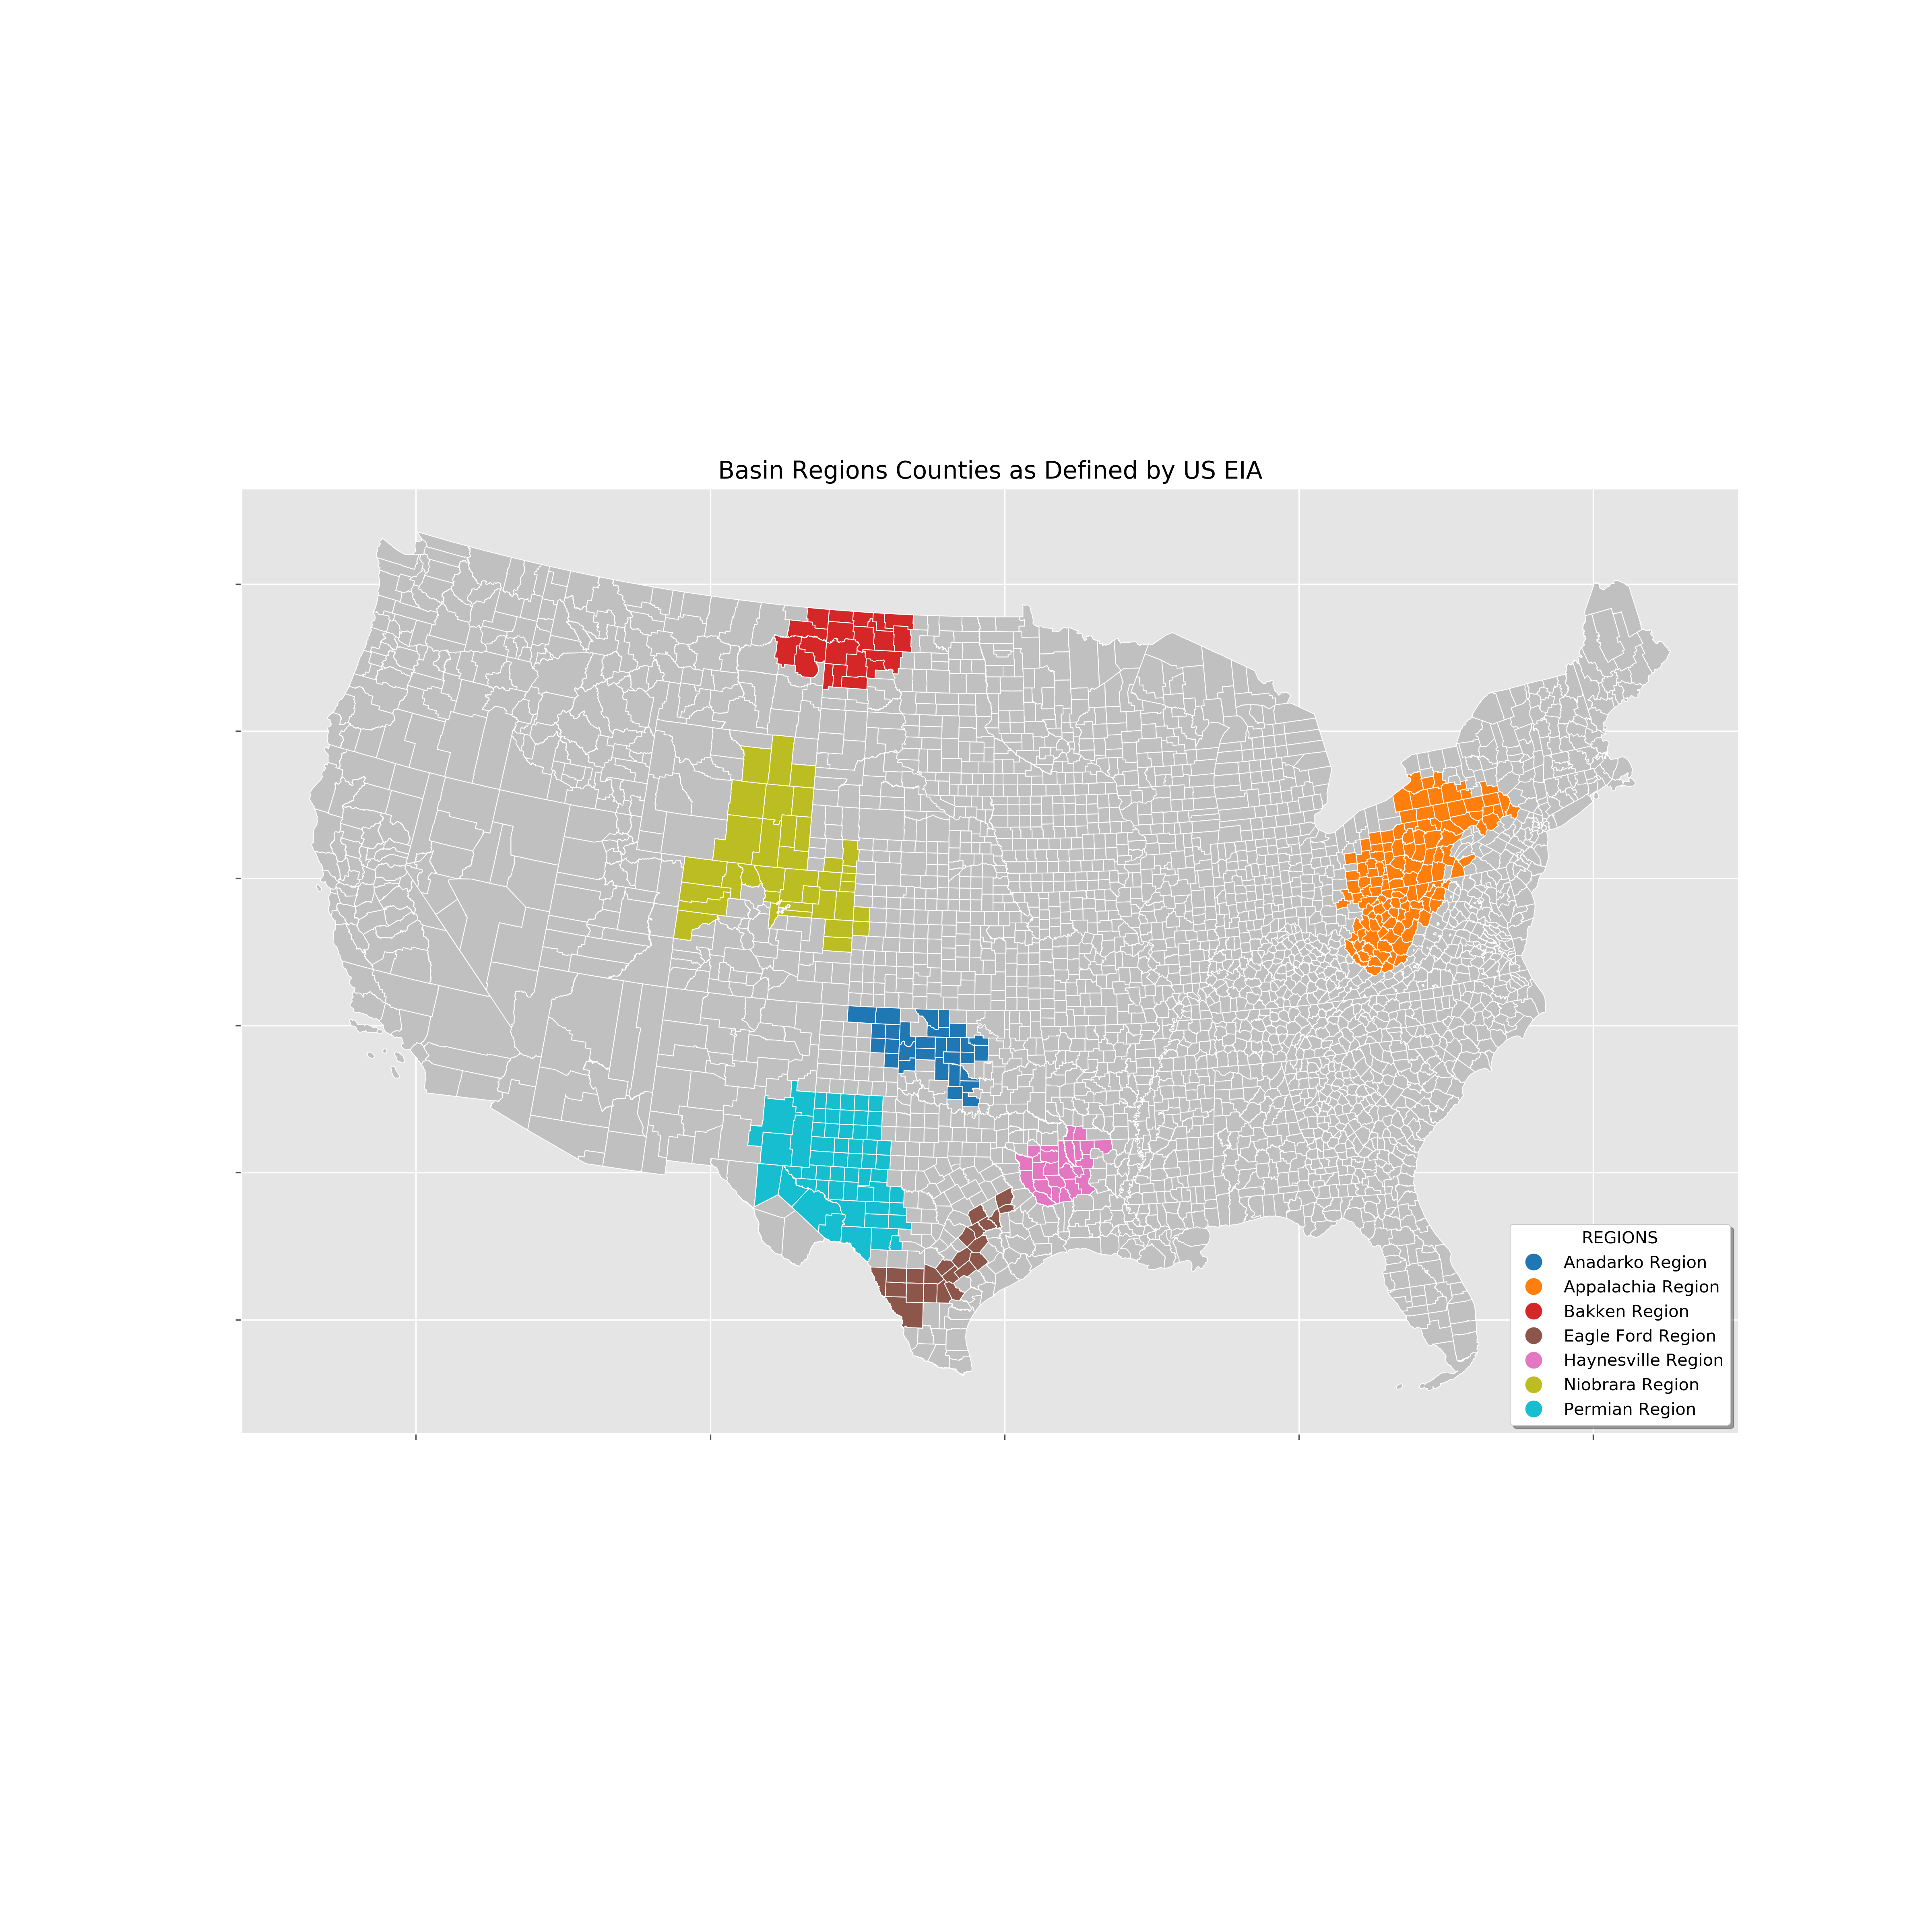 Basin Regions Counties as Defined by US EIA
REGIONS
Anadarko Region
Appalachia Region
Bakken Region
Eagle Ford Region
Haynesville Region
Niobrara Region
Permian Region